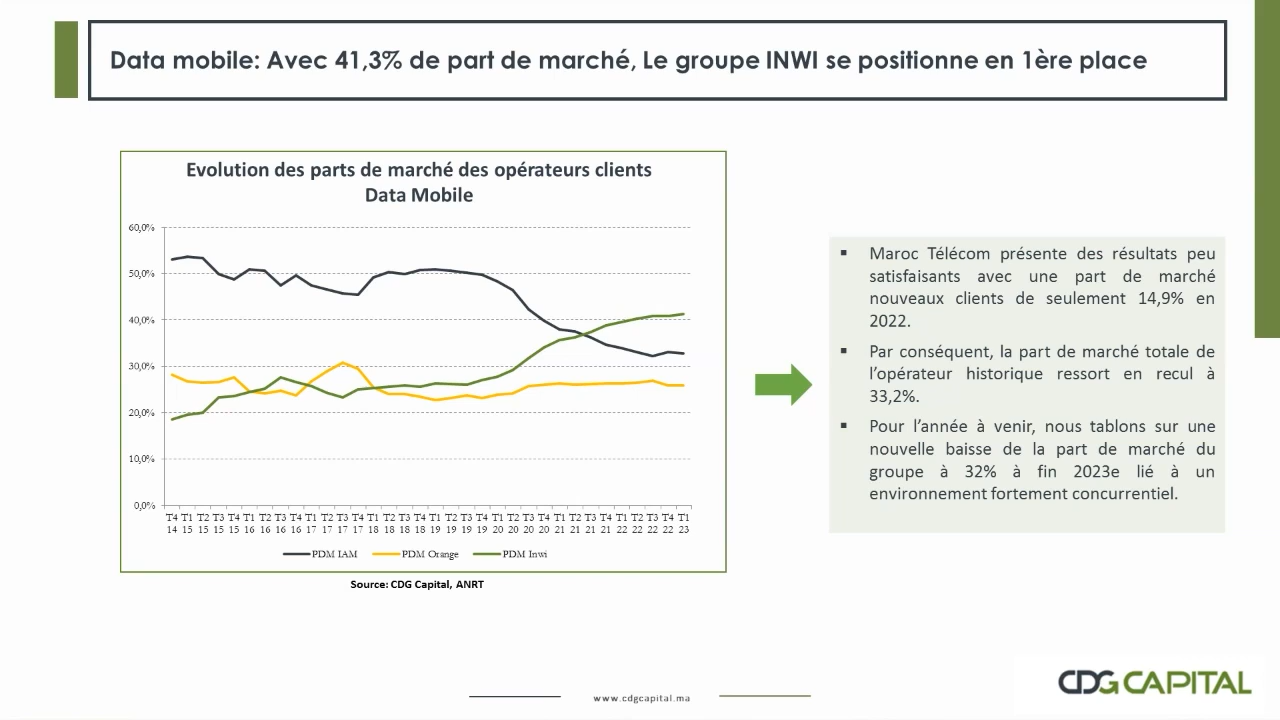 Data mobile: Avec 41,3% de part de marché, Le groupe INWI se positionne en 1ère place
Evolution des parts de marché des opérateurs clients
Data Mobile
60,0%
50,0%
40,0%
30,0%
20,0%
10,0%
0,0%
T4 T1 T2 T3 T4 T1 T2 T3 T4 T1 T2 T3 T4 T1 T2 T3 T4 T1 T2 T3 T4 T1 T2 T3 T4 T1 T2 T3 T4 T1 T2 T3 T4 T1
14 15 15 15 15 16 16 16 16 17 17 17 17 18 18 18 18 19 19 19 19 20 20 20 20 21 21 21 21 22 22 22 22 23
PDM IAM PDM Orange PDM Inwi
Source: CDG Capital, ANRT
▪ Maroc Télécom présente des résultats peu
satisfaisants avec une part de marché
nouveaux clients de seulement 14,9% en
2022.
▪ Par conséquent, la part de marché totale de
l’opérateur historique ressort en recul à
33,2%.
▪ Pour l’année à venir, nous tablons sur une
nouvelle baisse de la part de marché du
groupe à 32% à fin 2023e lié à un
environnement fortement concurrentiel.
www.cdgcapital.ma
CDG CAPITAL